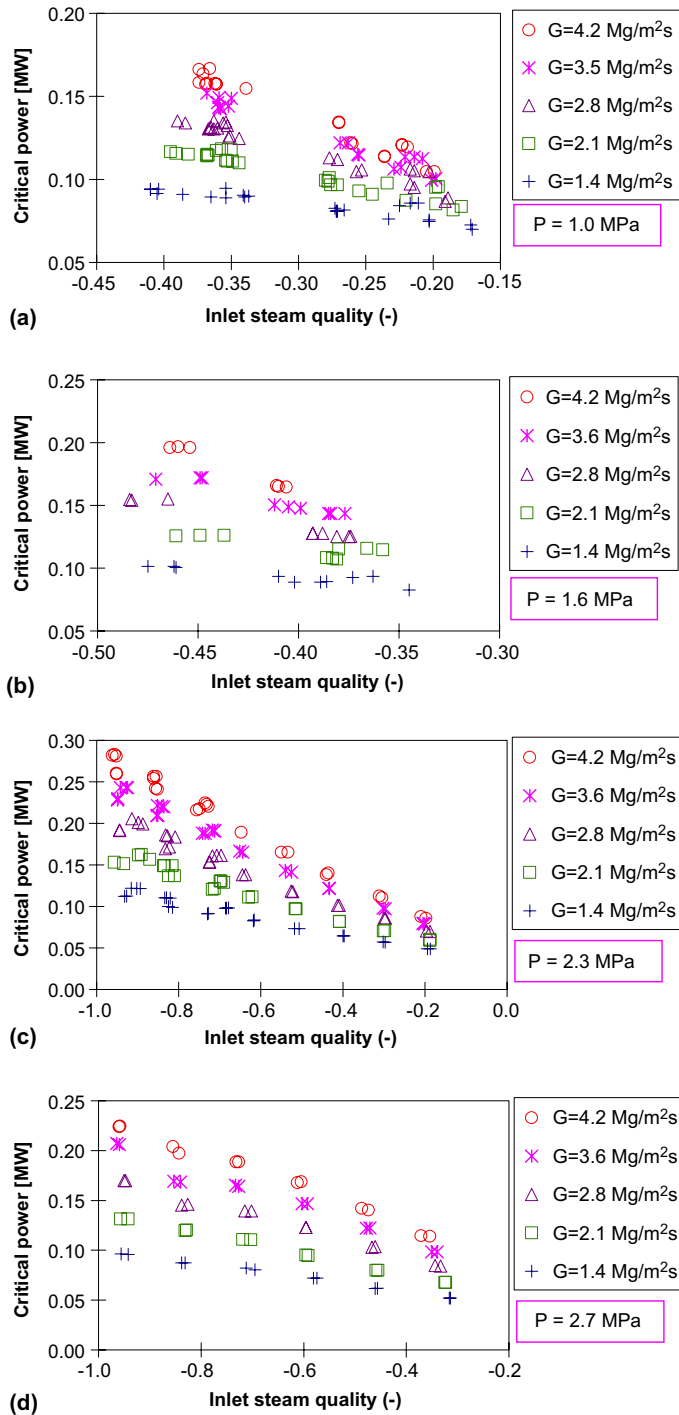 Critical power [MW]
0.20
0.15
0.10
0.05
-0.45
-0.40
-0.35
-0.30
-0.25
-0.20
-0.15
Inlet steam quality (-)
(a)
G=4.2 Mg/m²s
G=3.5 Mg/m²s
G=2.8 Mg/m²s
G=2.1 Mg/m²s
G=1.4 Mg/m²s
P = 1.0 MPa
Critical power [MW]
0.25
0.20
0.15
0.10
0.05
-0.50
-0.45
-0.40
-0.35
-0.30
Inlet steam quality (-)
(b)
G=4.2 Mg/m²s
G=3.6 Mg/m²s
G=2.8 Mg/m²s
G=2.1 Mg/m²s
G=1.4 Mg/m²s
P = 1.6 MPa
Critical power [MW]
0.30
0.25
0.20
0.15
0.10
0.05
0.00
-1.0
-0.8
-0.6
-0.4
-0.2
0.0
Inlet steam quality (-)
(c)
G=4.2 Mg/m²s
G=3.6 Mg/m²s
G=2.8 Mg/m²s
G=2.1 Mg/m²s
G=1.4 Mg/m²s
P = 2.3 MPa
Critical power [MW]
0.25
0.20
0.15
0.10
0.05
0.00
-1.0
-0.8
-0.6
-0.4
-0.2
Inlet steam quality (-)
(d)
G=4.2 Mg/m²s
G=3.6 Mg/m²s
G=2.8 Mg/m²s
G=2.1 Mg/m²s
G=1.4 Mg/m²s
P = 2.7 MPa